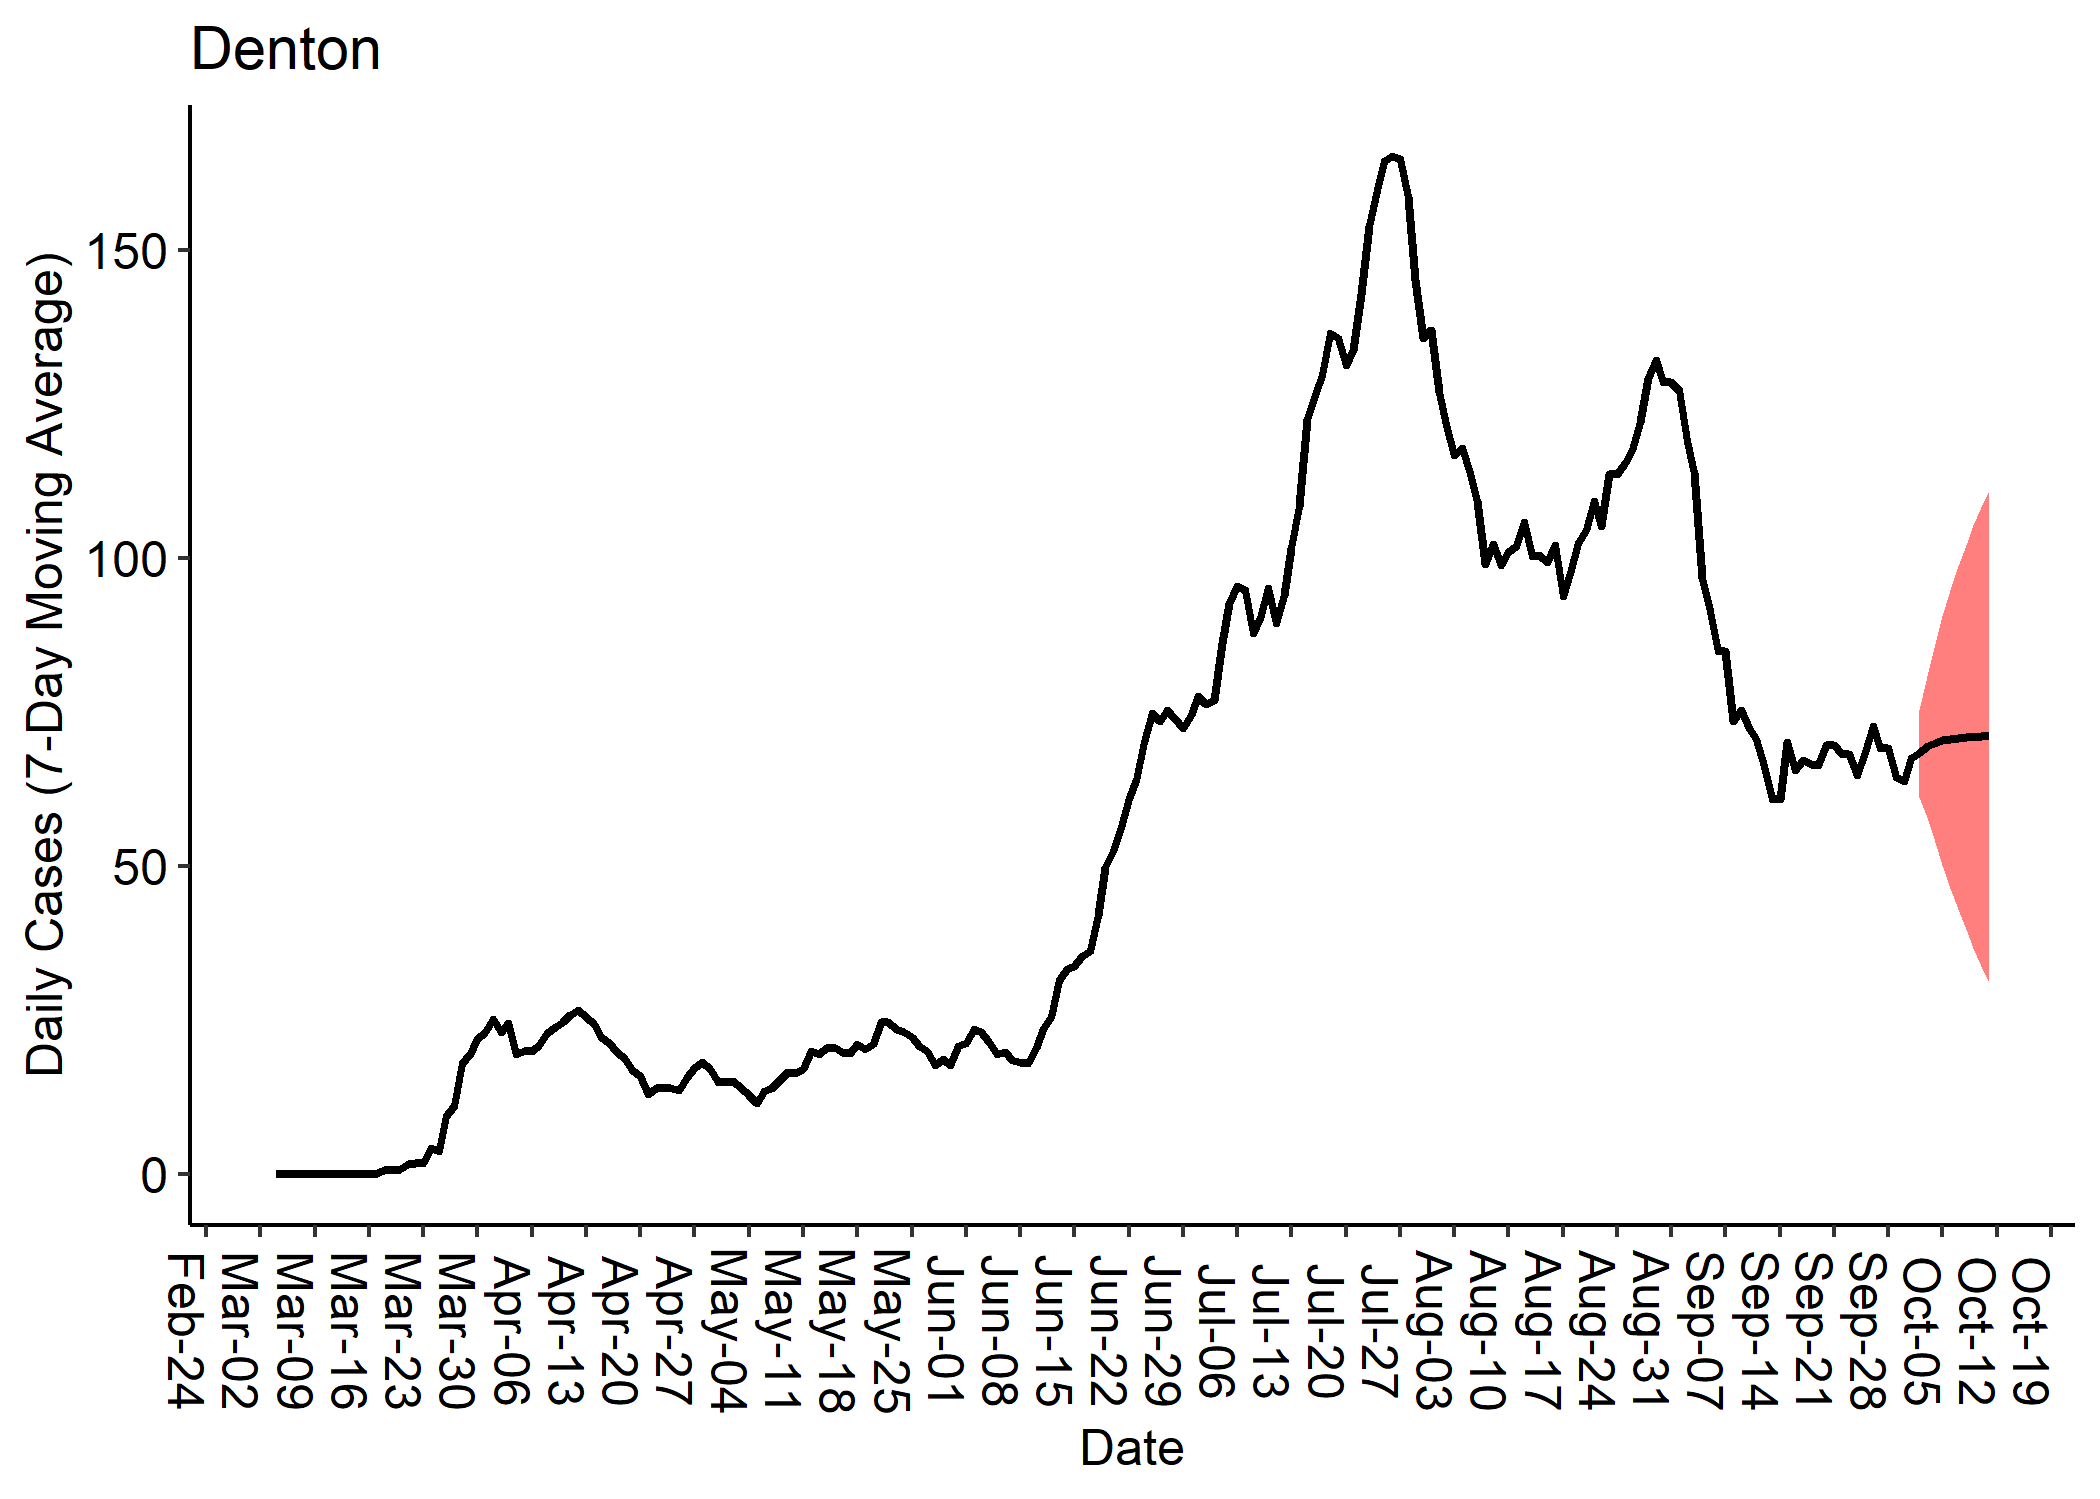 Denton
Daily Cases (7-Day Moving Average)
150
100
50
0
Feb-24
Mar-02
Mar-09
Mar-16
Mar-23
Mar-30
Apr-06
Apr-13
Apr-20
Apr-27
May-04
May-11
May-18
May-25
Jun-01
Jun-08
Jun-15
Jun-22
Jun-29
Jul-06
Jul-13
Jul-20
Jul-27
Aug-03
Aug-10
Aug-17
Aug-24
Aug-31
Sep-07
Sep-14
Sep-21
Sep-28
Oct-05
Oct-12
Oct-19
Date